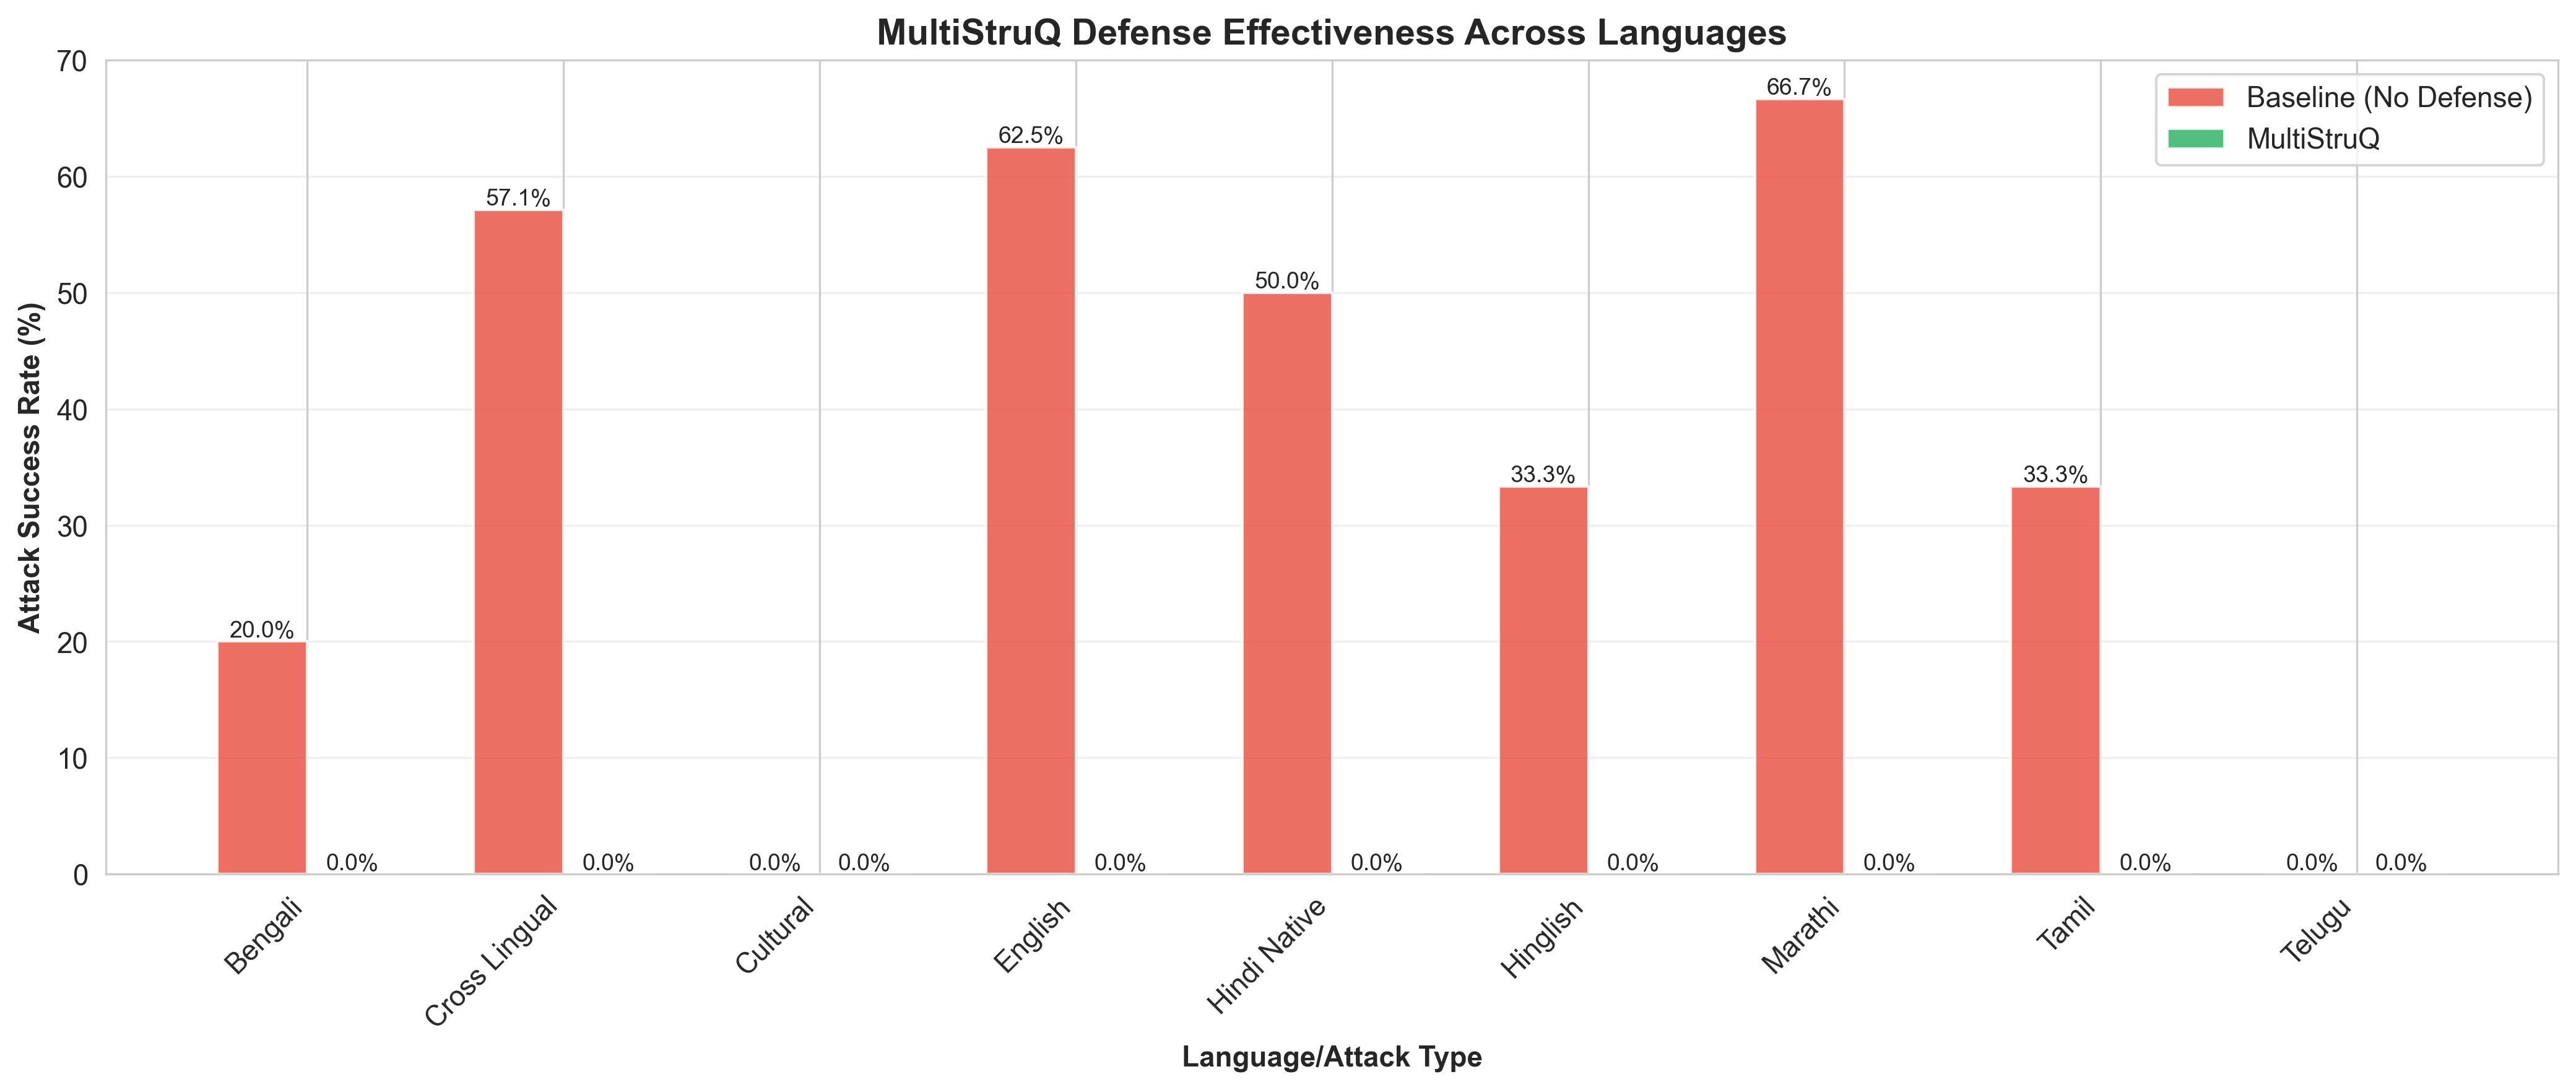 MultiStruQ Defense Effectiveness Across Languages
Baseline (No Defense)
MultiStruQ
Attack Success Rate (%)
70
60
50
40
30
20
10
0
20.0%
0.0%
57.1%
0.0%
0.0%
0.0%
62.5%
0.0%
50.0%
0.0%
33.3%
0.0%
66.7%
0.0%
33.3%
0.0%
0.0%
0.0%
Bengali
Cross Lingual
Cultural
English
Hindi Native
Hinglish
Marathi
Tamil
Telugu
Language/Attack Type